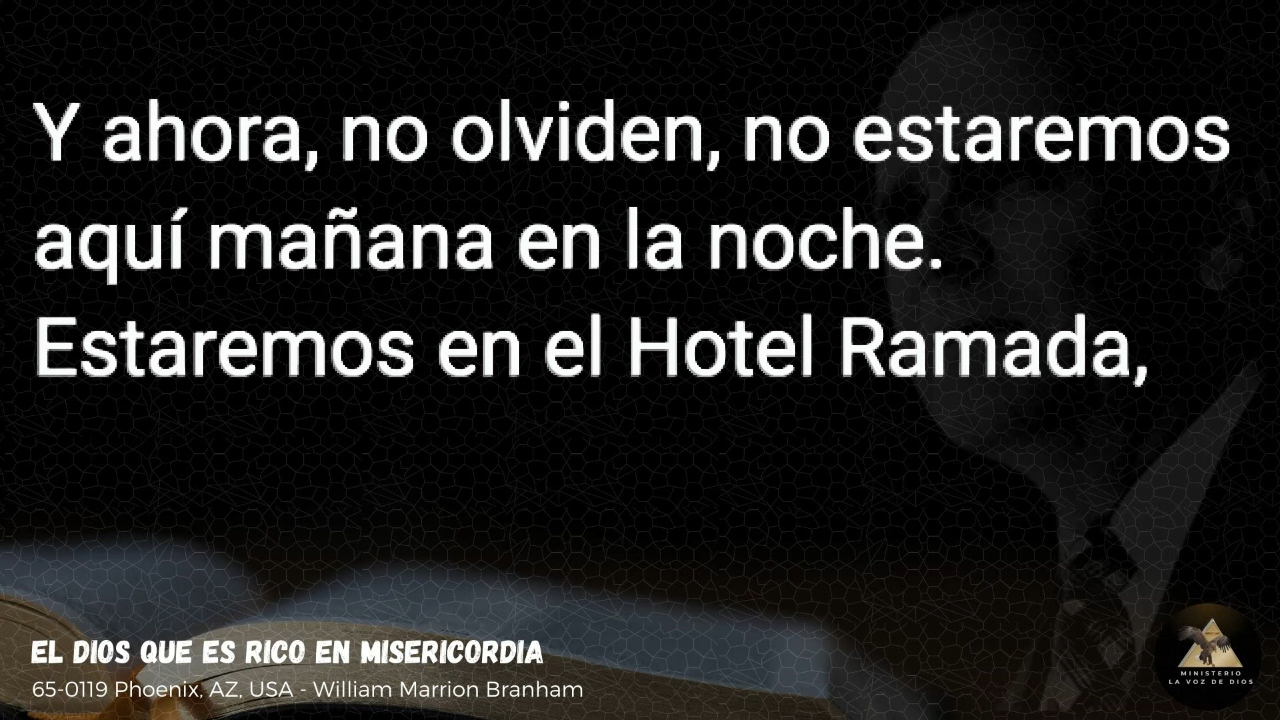 Y ahora, no olviden, no estaremos
aquí mañana en la noche.
Estaremos en el Hotel Ramada,
EL DIOS QUE ES RICO EN MISERICORDIA
65-0119 Phoenix, AZ, USA - William Marrion Branham
MINISTERIO
LA VOZ DE DIOS